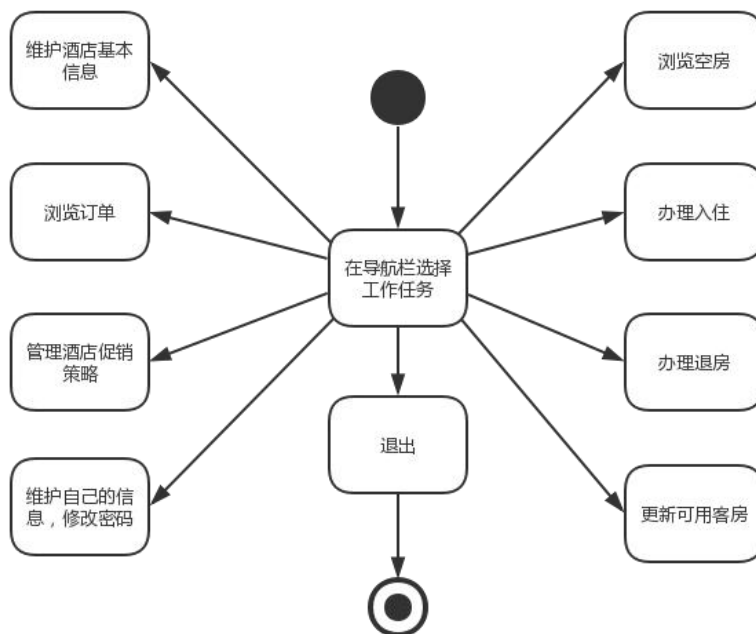 维护酒店基本
信息
浏览空房
浏览订单
办理入住
在导航栏选择
工作任务
管理酒店促销
策略
办理退房
退出
维护自己的信
息，修改密码
更新可用客房